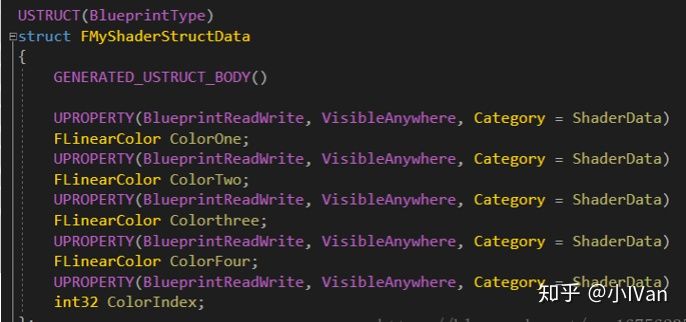 USTRUCT(BlueprintType)
struct FMyShaderStructData
{
GENERATED_USTRUCT_BODY()
UPROPERTY(BlueprintReadWrite, VisibleAnywhere, Category = ShaderData)
FLinearColor ColorOne;
UPROPERTY(BlueprintReadWrite, VisibleAnywhere, Category = ShaderData)
FLinearColor ColorTwo;
UPROPERTY(BlueprintReadWrite, VisibleAnywhere, Category = ShaderData)
FLinearColor Colorthree;
UPROPERTY(BlueprintReadWrite, VisibleAnywhere, Category = ShaderData)
FLinearColor ColorFour;
UPROPERTY(BlueprintReadWrite, VisibleAnywhere, Category = ShaderData)
int32 ColorIndex;
知乎 @小IVan